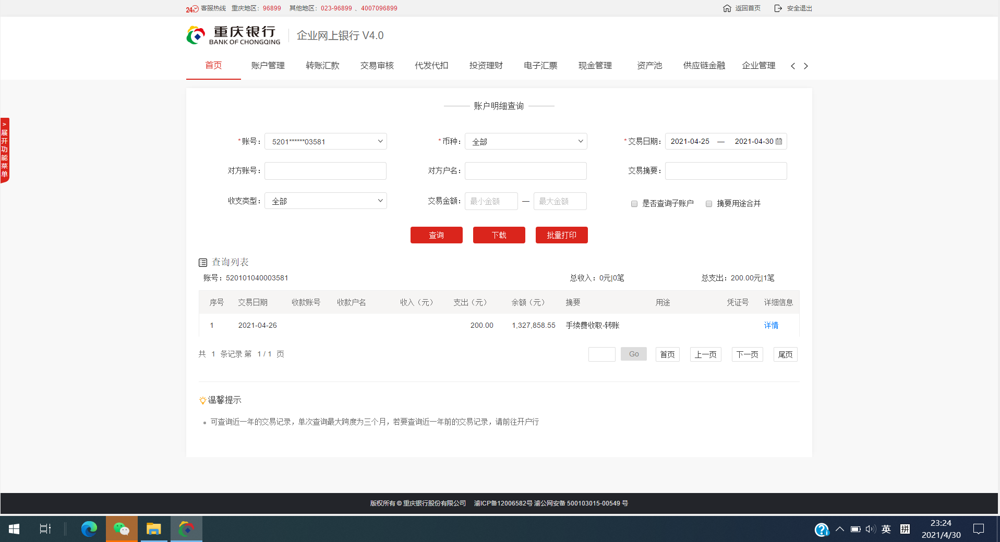 24h 客服热线 重庆地区：96899 其他地区：023-96899 、4007096899 返回首页 安全退出
重庆银行 BANK OF CHONGQING 企业网上银行 V4.0
首页 账户管理 转账汇款 交易审核 代发代扣 投资理财 电子汇票 现金管理 资产池 供应链金融 企业管理 < >
> 展开功能菜单
账户明细查询
*账号： 5201******03581 *币种： 全部 *交易日期： 2021-04-25 — 2021-04-30
对方账号： 对方户名： 交易摘要：
收支类型： 全部 交易金额： 最小金额 — 最大金额 是否查询子账户 摘要用途合并
查询 下载 批量打印
查询列表
账号：520101040003581 总收入：0元|0笔 总支出：200.00元|1笔
序号 交易日期 收款账号 收款户名 收入（元） 支出（元） 余额（元） 摘要 用途 凭证号 详细信息
1 2021-04-26 200.00 1,327,858.55 手续费收取-转账 详情
共 1 条记录 第 1 / 1 页 Go 首页 上一页 下一页 尾页
温馨提示
可查询近一年的交易记录，单次查询最大跨度为三个月，若要查询近一年前的交易记录，请前往开户行
版权所有 © 重庆银行股份有限公司 渝ICP备12006582号 渝公网安备 500103015-00549 号
英 拼 23:24
2021/4/30